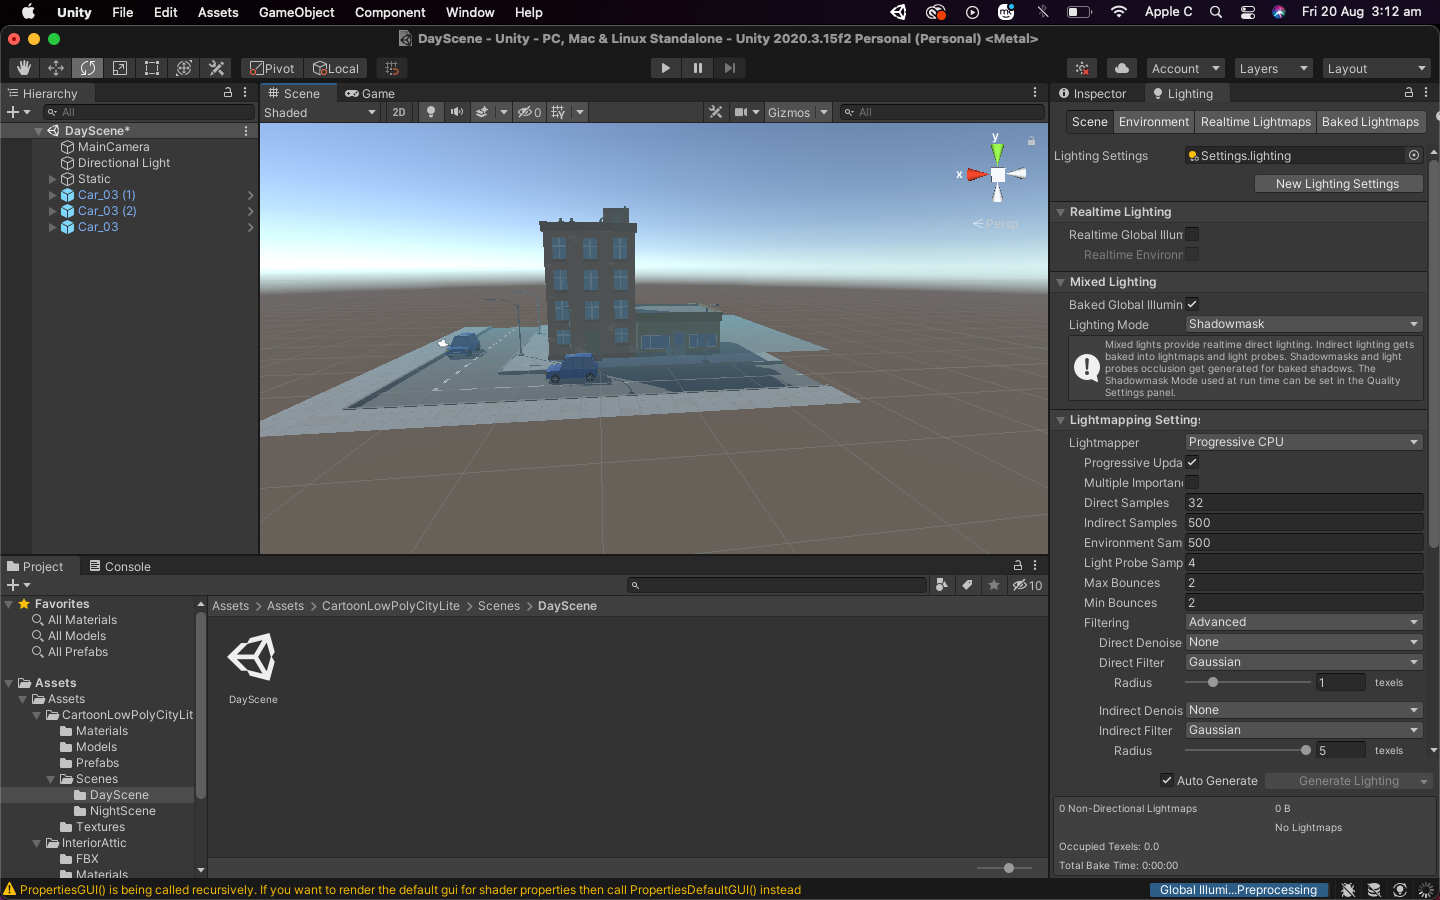 Unity File Edit Assets GameObject Component Window Help Apple C Fri 20 Aug 3:12 am
DayScene - Unity - PC, Mac & Linux Standalone - Unity 2020.3.15f2 Personal (Personal) <Metal>
Pivot Local Account Layers Layout
Hierarchy
All
DayScene*
MainCamera
Directional Light
Static
Car_03 (1)
Car_03 (2)
Car_03
Scene Game
Shaded 2D 0 Gizmos All
y
x
Persp
Inspector Lighting
Scene Environment Realtime Lightmaps Baked Lightmaps
Lighting Settings Settings.lighting
New Lighting Settings
Realtime Lighting
Realtime Global Illum
Realtime Environm
Mixed Lighting
Baked Global Illumin
Lighting Mode Shadowmask
Mixed lights provide realtime direct lighting. Indirect lighting gets
baked into lightmaps and light probes. Shadowmasks and light
probes occlusion get generated for baked shadows. The
Shadowmask Mode used at run time can be set in the Quality
Settings panel.
Lightmapping Settings
Lightmapper Progressive CPU
Progressive Upda
Multiple Importanc
Direct Samples 32
Indirect Samples 500
Environment Sam 500
Light Probe Samp 4
Max Bounces 2
Min Bounces 2
Filtering Advanced
Direct Denoise None
Direct Filter Gaussian
Radius 1 texels
Indirect Denois None
Indirect Filter Gaussian
Radius 5 texels
Auto Generate Generate Lighting
0 Non-Directional Lightmaps 0 B
No Lightmaps
Occupied Texels: 0.0
Total Bake Time: 0:00:00
Project Console
10
Favorites
All Materials
All Models
All Prefabs
Assets
Assets
CartoonLowPolyCityLit
Materials
Models
Prefabs
Scenes
DayScene
NightScene
Textures
InteriorAttic
FBX
Materials
Assets > Assets > CartoonLowPolyCityLite > Scenes > DayScene
DayScene
PropertiesGUI() is being called recursively. If you want to render the default gui for shader properties then call PropertiesDefaultGUI() instead
Global Illumi...Preprocessing